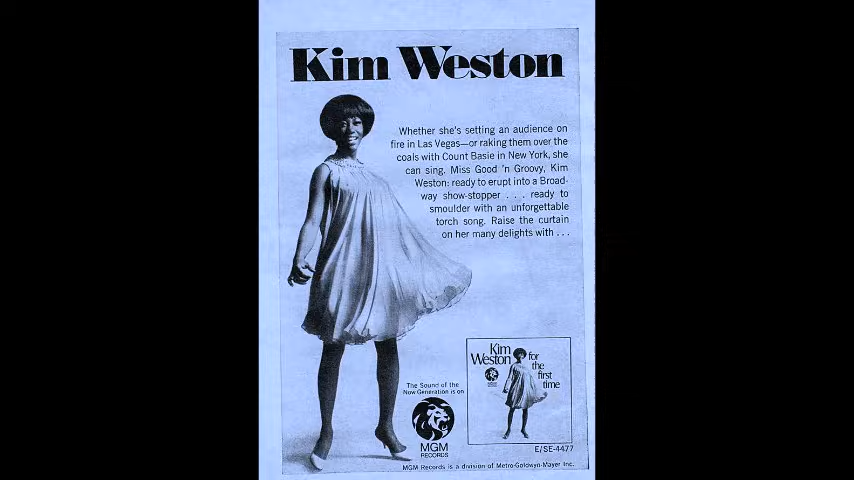 Kim Weston
Whether she's setting an audience on
fire in Las Vegas—or raking them over the
coals with Count Basie in New York, she
can sing. Miss Good 'n Groovy, Kim
Weston: ready to erupt into a Broad-
way show-stopper . . . ready to
smoulder with an unforgettable
torch song. Raise the curtain
on her many delights with . . .
Kim
Weston
for
the
first
time
The Sound of the
Now Generation is on
MGM
RECORDS
E/SE-4477
MGM Records is a division of Metro-Goldwyn-Mayer Inc.